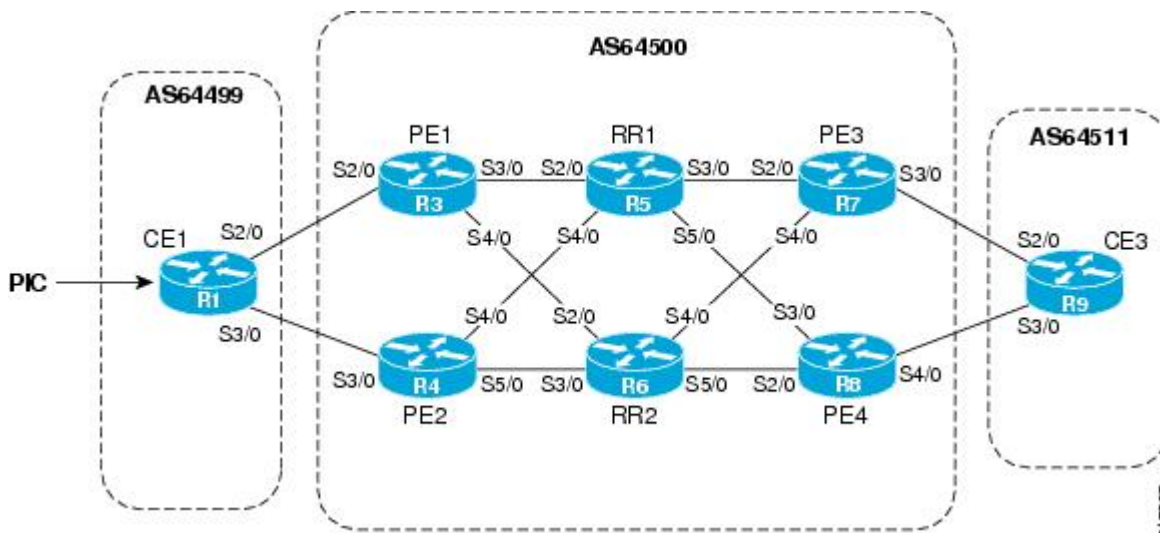 AS64500
AS64499
AS64511
PE1
RR1
PE3
S2/0
S3/0
S2/0
S3/0
S2/0
S3/0
R3
R5
R7
S2/0
S4/0
S4/0
S5/0
S4/0
S2/0
CE1
CE3
PIC
R1
R9
S3/0
S4/0
S2/0
S4/0
S3/0
S3/0
S3/0
R4
S5/0
S3/0
R6
S5/0
S2/0
R8
S4/0
PE2
RR2
PE4